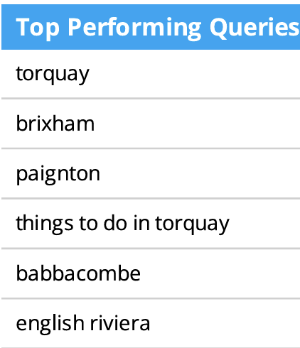 Top Performing Queries
torquay
brixham
paignton
things to do in torquay
babbacombe
english riviera